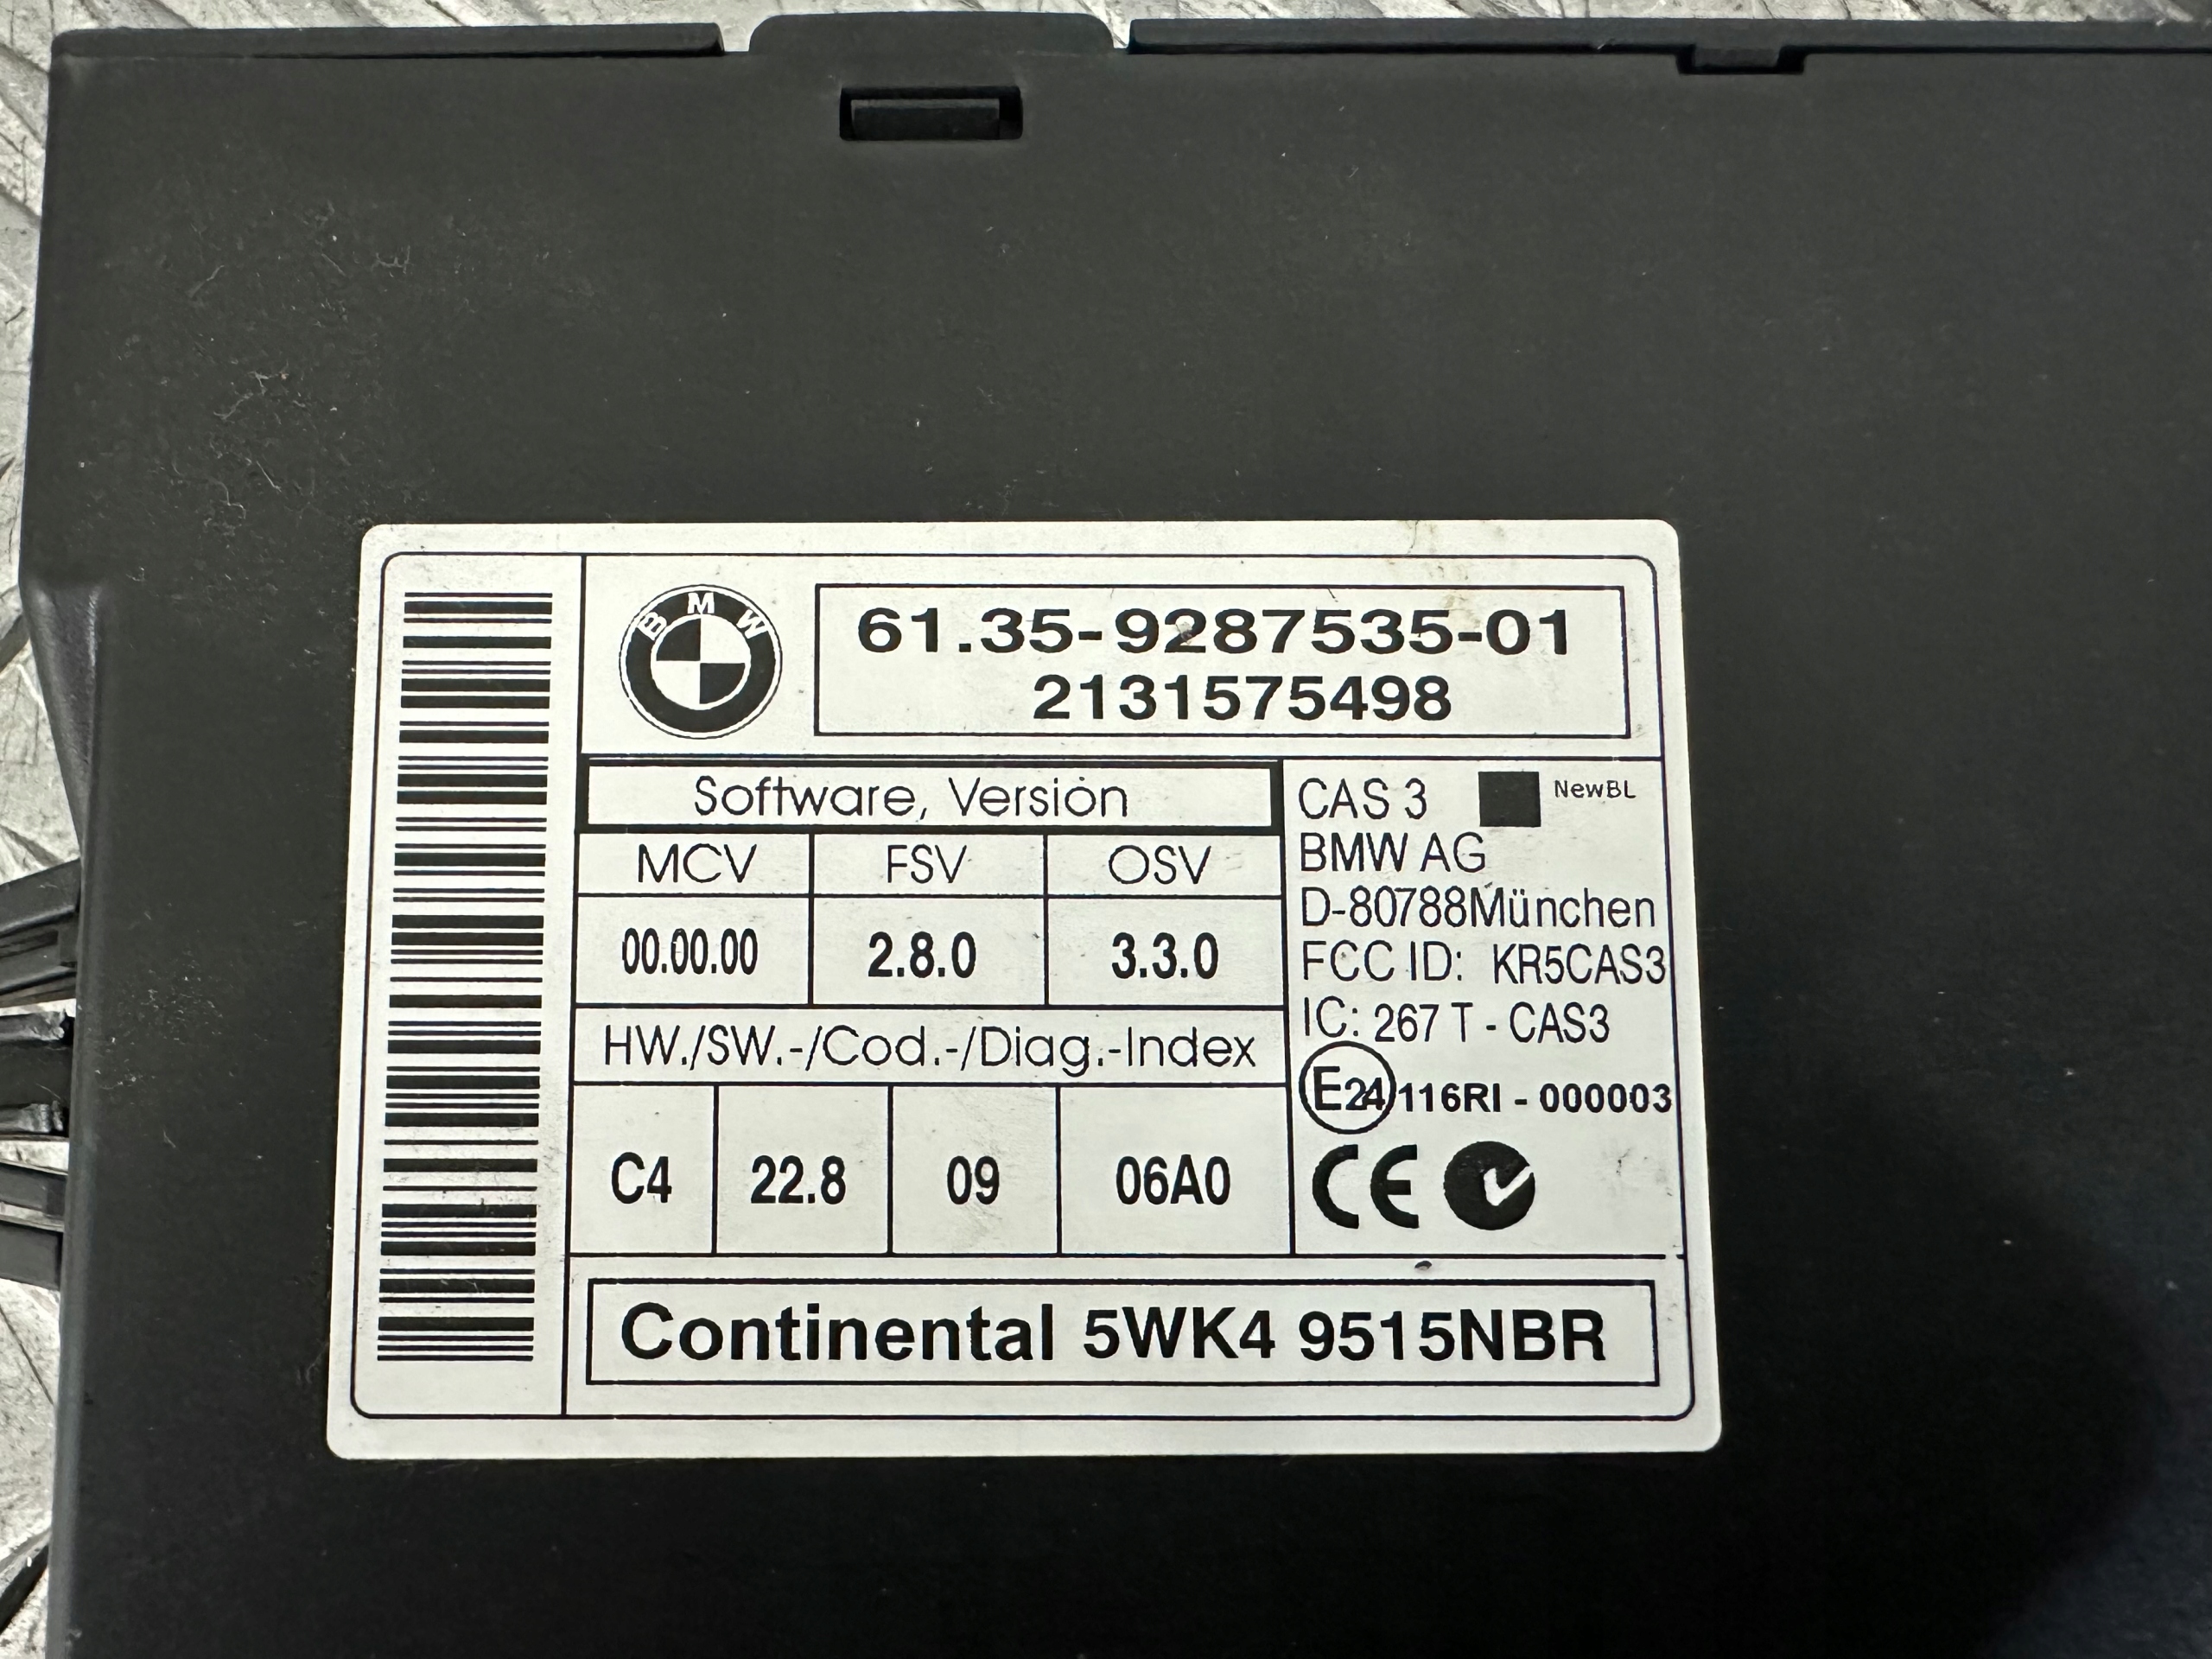 BMW
61.35-9287535-01
2131575498
Software, Version
MCV FSV OSV
00.00.00 2.8.0 3.3.0
HW./SW.-/Cod.-/Diag.-Index
C4 22.8 09 06A0
CAS 3 NewBL
BMW AG
D-80788München
FCC ID: KR5CAS3
IC: 267 T - CAS3
E24 116RI - 000003
CE
Continental 5WK4 9515NBR